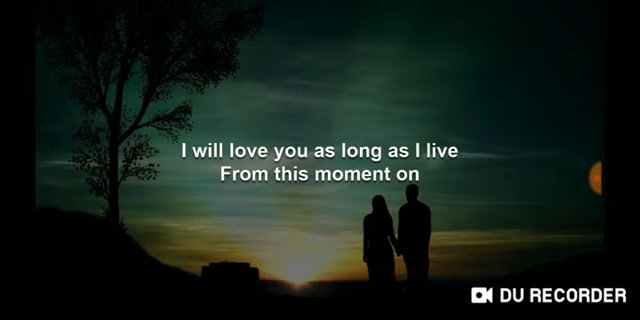 I will love you as long as I live
From this moment on
DU RECORDER